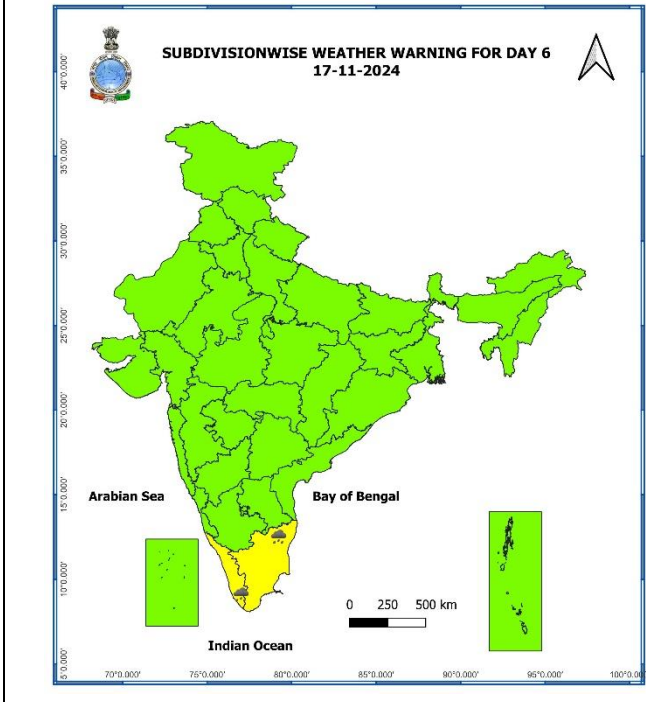 SUBDIVISIONWISE WEATHER WARNING FOR DAY 6
17-11-2024
40°0.000'
35°0.000'
30°0.000'
25°0.000'
20°0.000'
15°0.000'
10°0.000'
5°0.000'
Arabian Sea
Bay of Bengal
0 250 500 km
Indian Ocean
70°0.000' 75°0.000' 80°0.000' 85°0.000' 90°0.000' 95°0.000' 100°0.00